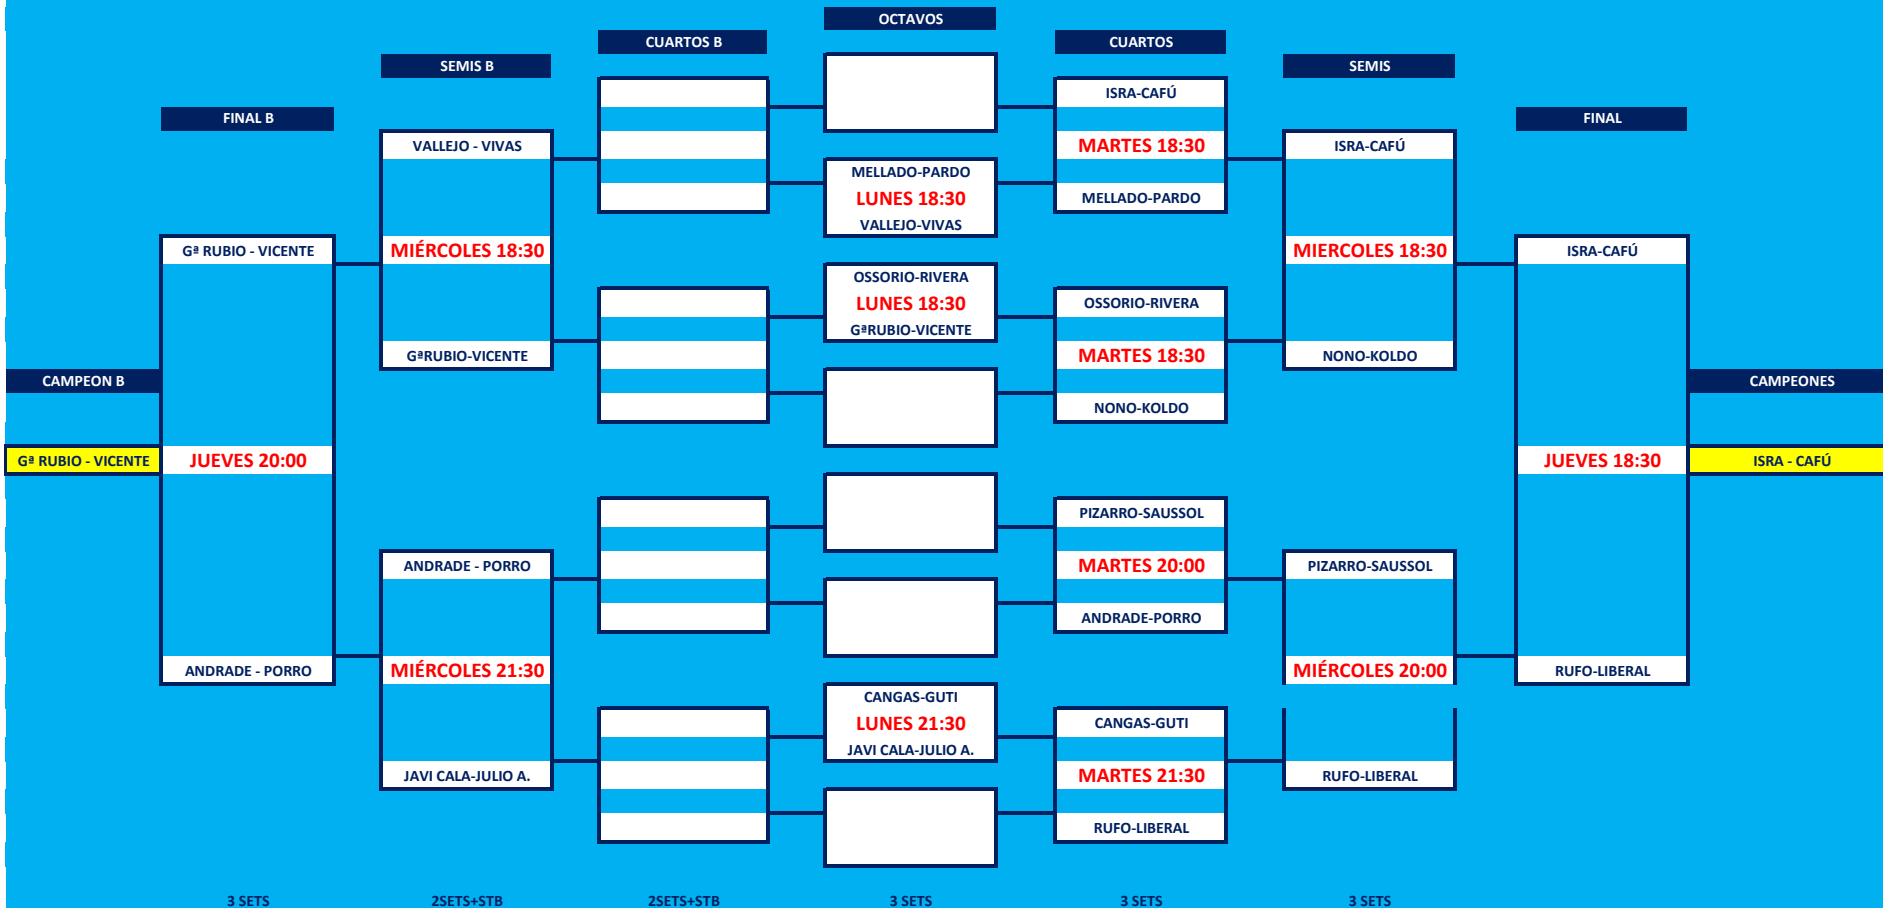 OCTAVOS
CUARTOS B
CUARTOS
SEMIS B
SEMIS
FINAL B
FINAL
ISRA-CAFÚ
VALLEJO - VIVAS
MARTES 18:30
ISRA-CAFÚ
MELLADO-PARDO
LUNES 18:30
VALLEJO-VIVAS
MELLADO-PARDO
Gª RUBIO - VICENTE
MIÉRCOLES 18:30
MIERCOLES 18:30
ISRA-CAFÚ
OSSORIO-RIVERA
LUNES 18:30
GªRUBIO-VICENTE
OSSORIO-RIVERA
GªRUBIO-VICENTE
MARTES 18:30
NONO-KOLDO
CAMPEON B
CAMPEONES
NONO-KOLDO
Gª RUBIO - VICENTE
JUEVES 20:00
JUEVES 18:30
ISRA - CAFÚ
PIZARRO-SAUSSOL
ANDRADE - PORRO
MARTES 20:00
PIZARRO-SAUSSOL
ANDRADE-PORRO
ANDRADE - PORRO
MIÉRCOLES 21:30
MIÉRCOLES 20:00
RUFO-LIBERAL
CANGAS-GUTI
LUNES 21:30
JAVI CALA-JULIO A.
CANGAS-GUTI
JAVI CALA-JULIO A.
MARTES 21:30
RUFO-LIBERAL
RUFO-LIBERAL
3 SETS
2SETS+STB
2SETS+STB
3 SETS
3 SETS
3 SETS